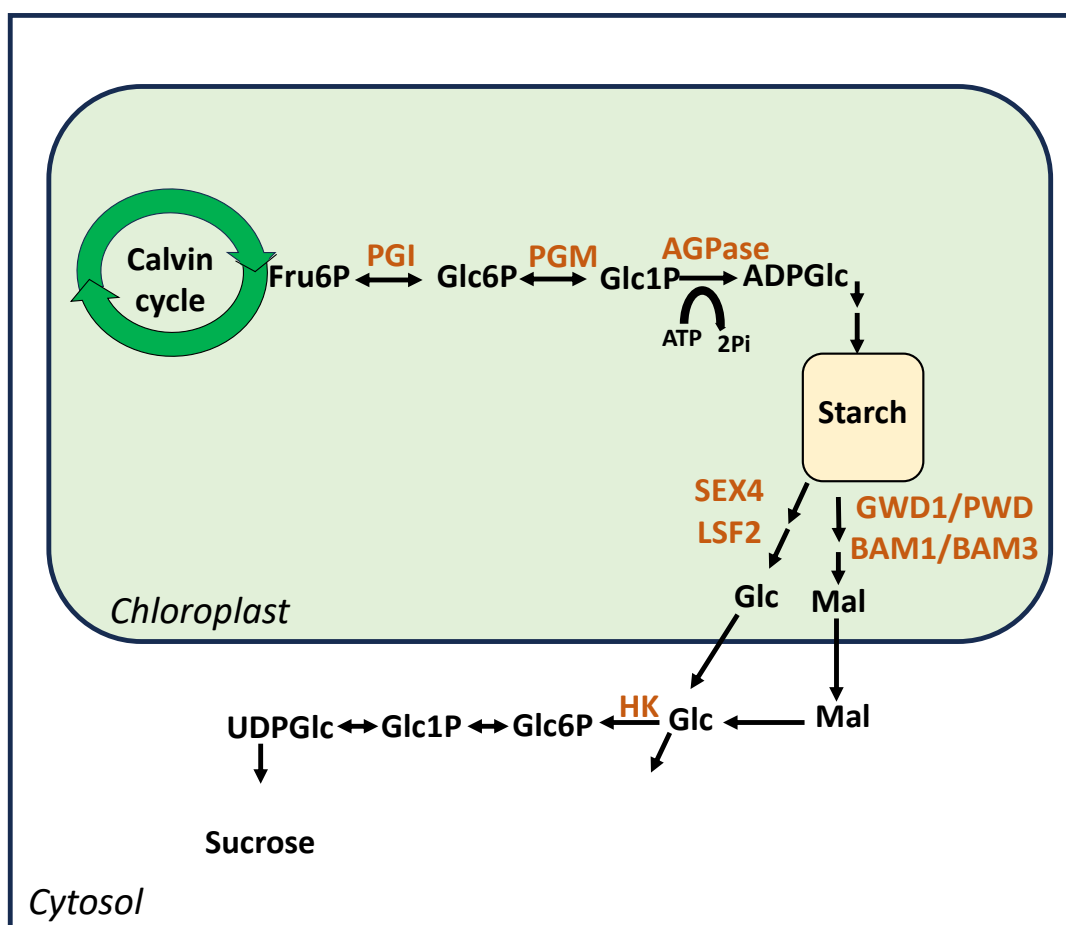 PGI
PGM
AGPase
Calvin
cycle
Fru6P
Glc6P
Glc1P
ADPGlc
ATP
2Pi
Starch
SEX4
LSF2
GWD1/PWD
BAM1/BAM3
Glc
Mal
Chloroplast
HK
UDPGlc
Glc1P
Glc6P
Glc
Mal
Sucrose
Cytosol